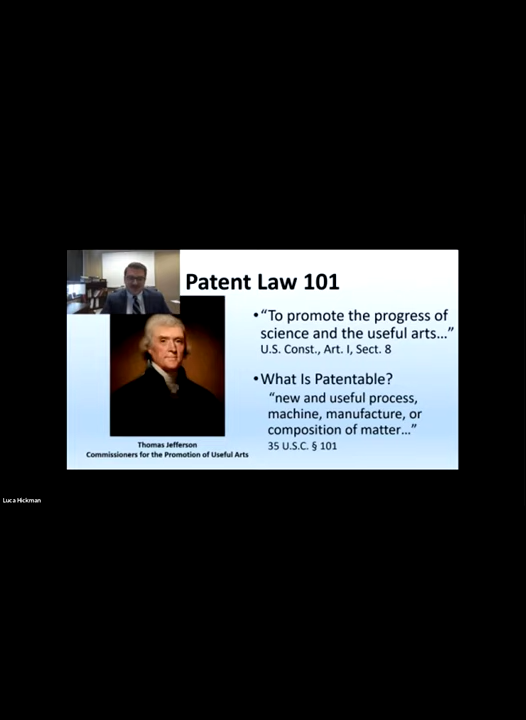 Patent Law 101
•“To promote the progress of
science and the useful arts…”
U.S. Const., Art. I, Sect. 8
•What Is Patentable?
“new and useful process,
machine, manufacture, or
composition of matter…”
35 U.S.C. § 101
Thomas Jefferson
Commissioners for the Promotion of Useful Arts
Luca Hickman